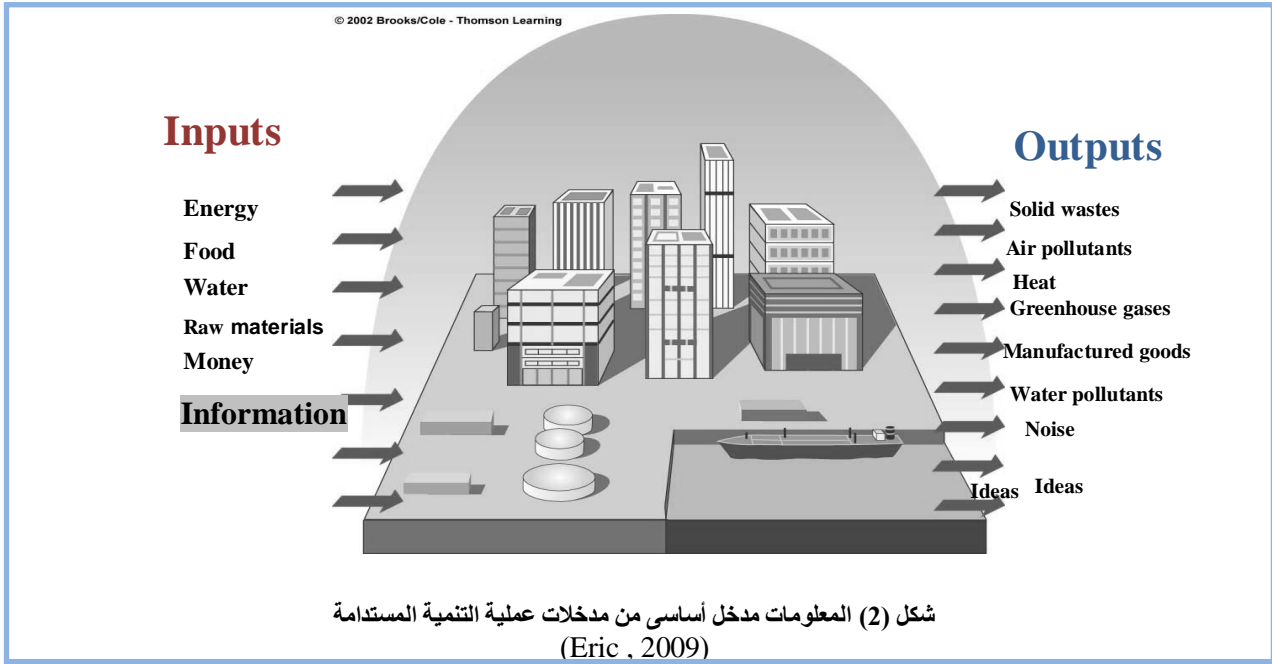 © 2002 Brooks/Cole - Thomson Learning
Inputs
Energy
Food
Water
Raw materials
Money
Information
Outputs
Solid wastes
Air pollutants
Heat
Greenhouse gases
Manufactured goods
Water pollutants
Noise
Ideas Ideas
شكل (2) المعلومات مدخل أساسى من مدخلات عملية التنمية المستدامة
(Eric , 2009)